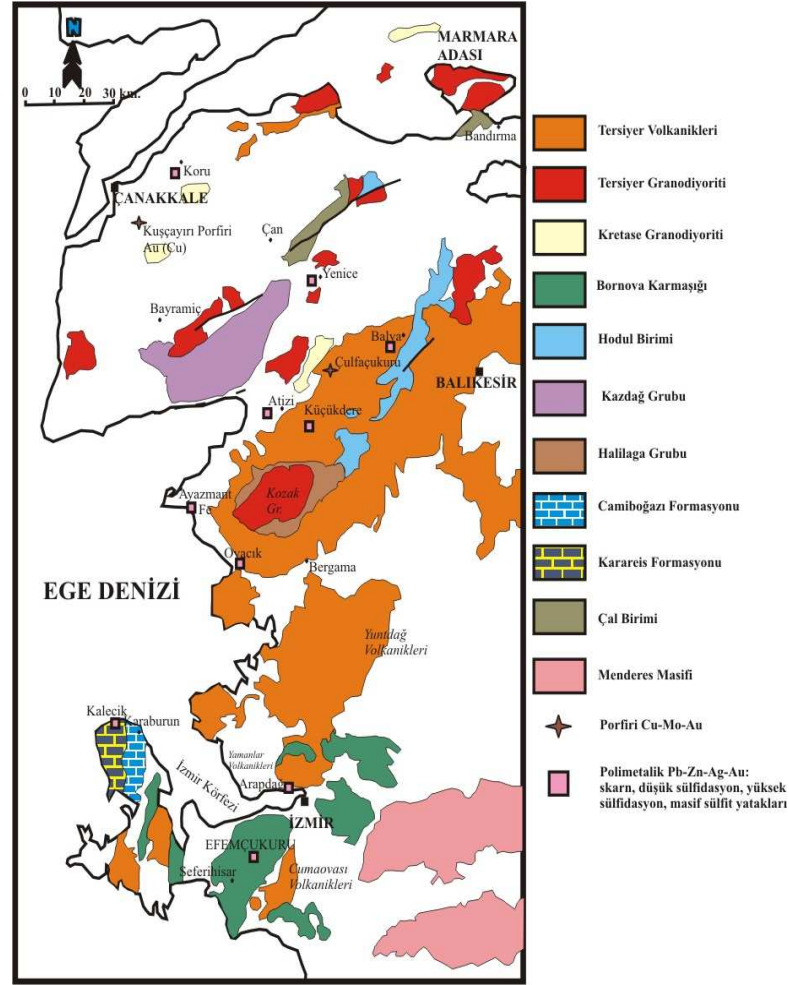 N
0 10 20 30 km.
MARMARA
ADASI
Bandırma
Koru
ÇANAKKALE
Kuşçayırı Porfiri
Au (Cu)
Çan
Yenice
Bayramiç
Balya
Culfaçukuru
BALIKESİR
Atizi
Küçükdere
Kozak
Gr.
Ayazmant
Fe
Ovacık
Bergama
EGE DENİZİ
Yuntdağ
Volkanikleri
Kalecik
Karaburun
Yamanlar
Volkanikleri
İzmir Körfezi
Arapdağ
İZMİR
EFEMÇUKURU
Seferihisar
Cumaovası
Volkanikleri
Tersiyer Volkanikleri
Tersiyer Granodiyoriti
Kretase Granodiyoriti
Bornova Karmaşığı
Hodul Birimi
Kazdağ Grubu
Halilaga Grubu
Camiboğazı Formasyonu
Karareis Formasyonu
Çal Birimi
Menderes Masifi
Porfiri Cu-Mo-Au
Polimetalik Pb-Zn-Ag-Au:
skarn, düşük sülfidasyon, yüksek
sülfidasyon, masif sülfit yatakları